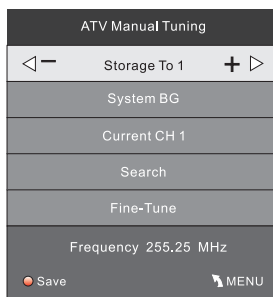 ATV Manual Tuning
Storage To 1
System BG
Current CH 1
Search
Fine-Tune
Frequency 255.25 MHz
Save MENU